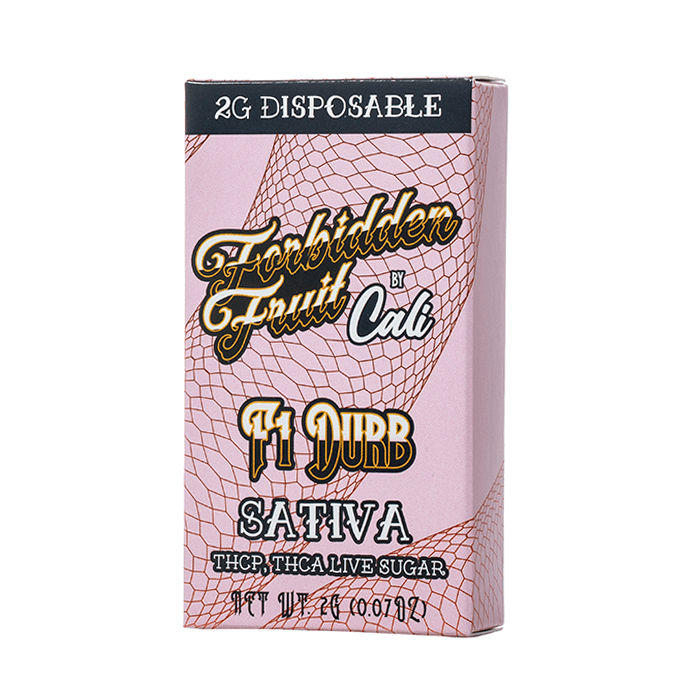 2G DISPOSABLE
Forbidden
Fruit
BY
Cali
F1 DURB
SATIVA
THCP, THCA LIVE SUGAR
NET WT. 2G (0.07OZ)